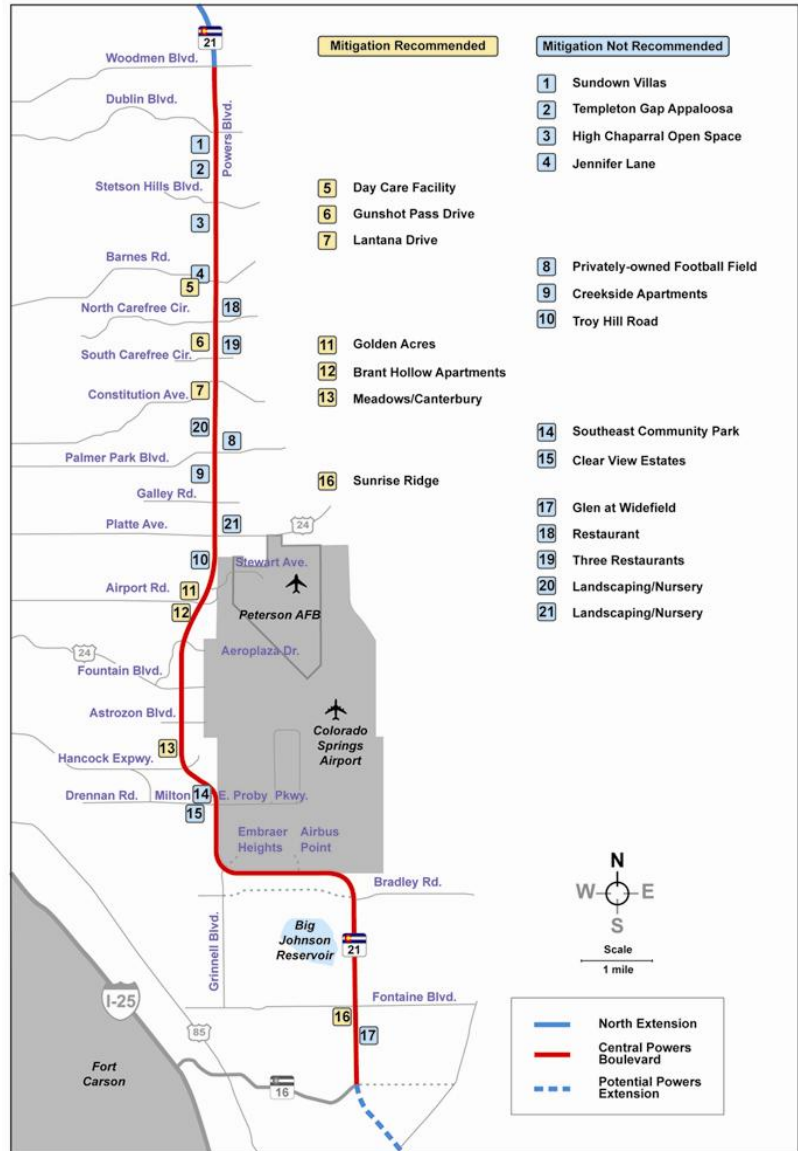 21
Woodmen Blvd.
Dublin Blvd.
Powers Blvd.
1
2
Stetson Hills Blvd.
3
Barnes Rd.
4
5
North Carefree Cir.
18
6
19
South Carefree Cir.
7
Constitution Ave.
20
8
Palmer Park Blvd.
9
Galley Rd.
Platte Ave.
21
24
10
Stewart Ave.
Airport Rd.
11
12
Peterson AFB
24
Aeroplaza Dr.
Fountain Blvd.
Astrozon Blvd.
Colorado
Springs
Airport
13
Hancock Expwy.
Drennan Rd.
Milton
14
E. Proby Pkwy.
15
Embraer
Heights
Airbus
Point
Bradley Rd.
Grinnell Blvd.
Big
Johnson
Reservoir
21
I-25
Fontaine Blvd.
16
17
85
Fort
Carson
16
Mitigation Recommended
5 Day Care Facility
6 Gunshot Pass Drive
7 Lantana Drive
11 Golden Acres
12 Brant Hollow Apartments
13 Meadows/Canterbury
16 Sunrise Ridge
Mitigation Not Recommended
1 Sundown Villas
2 Templeton Gap Appaloosa
3 High Chaparral Open Space
4 Jennifer Lane
8 Privately-owned Football Field
9 Creekside Apartments
10 Troy Hill Road
14 Southeast Community Park
15 Clear View Estates
17 Glen at Widefield
18 Restaurant
19 Three Restaurants
20 Landscaping/Nursery
21 Landscaping/Nursery
N
W E
S
Scale
1 mile
North Extension
Central Powers
Boulevard
Potential Powers
Extension